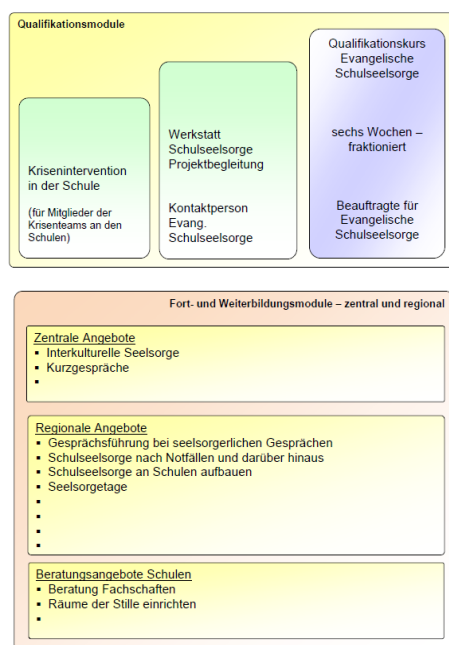 Qualifikationsmodule
Krisenintervention
in der Schule
(für Mitglieder der
Krisenteams an den
Schulen)
Werkstatt
Schulseelsorge
Projektbegleitung
Kontaktperson
Evang.
Schulseelsorge
Qualifikationskurs
Evangelische
Schulseelsorge
sechs Wochen –
fraktioniert
Beauftragte für
Evangelische
Schulseelsorge
Fort- und Weiterbildungsmodule – zentral und regional
Zentrale Angebote
▪ Interkulturelle Seelsorge
▪ Kurzgespräche
▪
Regionale Angebote
▪ Gesprächsführung bei seelsorgerlichen Gesprächen
▪ Schulseelsorge nach Notfällen und darüber hinaus
▪ Schulseelsorge an Schulen aufbauen
▪ Seelsorgetage
▪
▪
▪
▪
Beratungsangebote Schulen
▪ Beratung Fachschaften
▪ Räume der Stille einrichten
▪